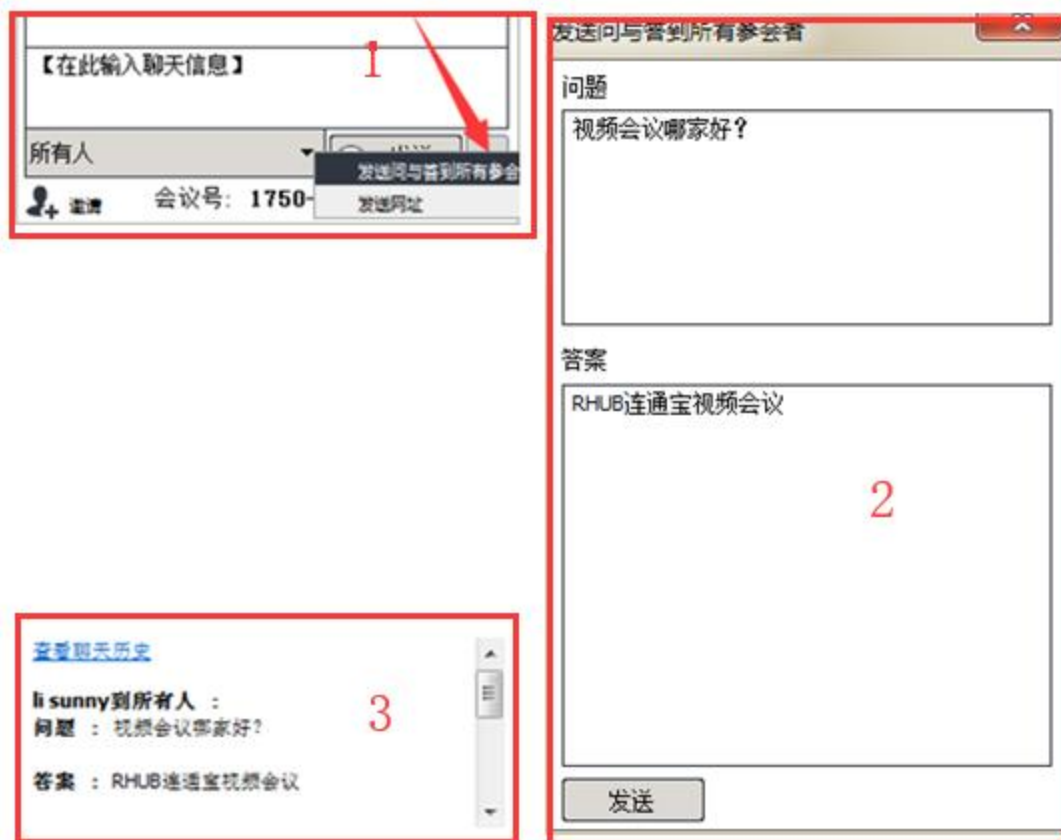 【在此输入聊天信息】
1
所有人
发送
发送问与答到所有参会
邀请 会议号: 1750-
发送网址
发送问与答到所有参会者
问题
视频会议哪家好?
答案
RHUB连通宝视频会议
2
发送
查看聊天历史
li sunny到所有人 :
问题 : 视频会议哪家好?
3
答案 : RHUB连通宝视频会议